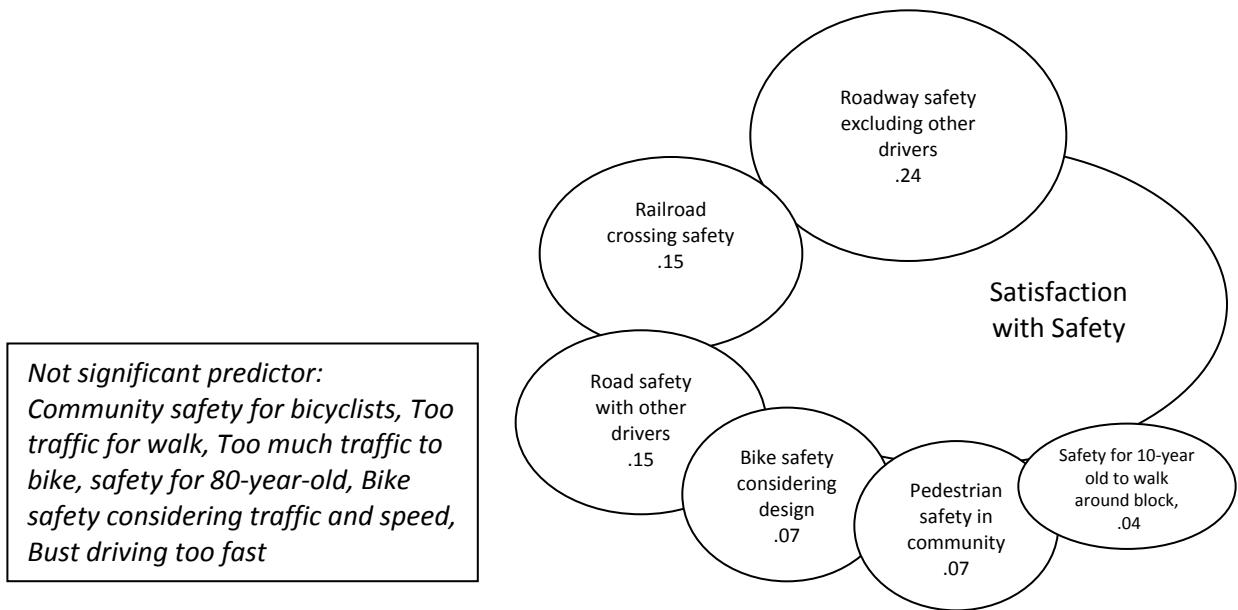 Roadway safety
excluding other
drivers
.24
Railroad
crossing safety
.15
Satisfaction
with Safety
Not significant predictor:
Community safety for bicyclists, Too
traffic for walk, Too much traffic to
bike, safety for 80-year-old, Bike
safety considering traffic and speed,
Bust driving too fast
Road safety
with other
drivers
.15
Bike safety
considering
design
.07
Pedestrian
safety in
community
.07
Safety for 10-year
old to walk
around block,
.04